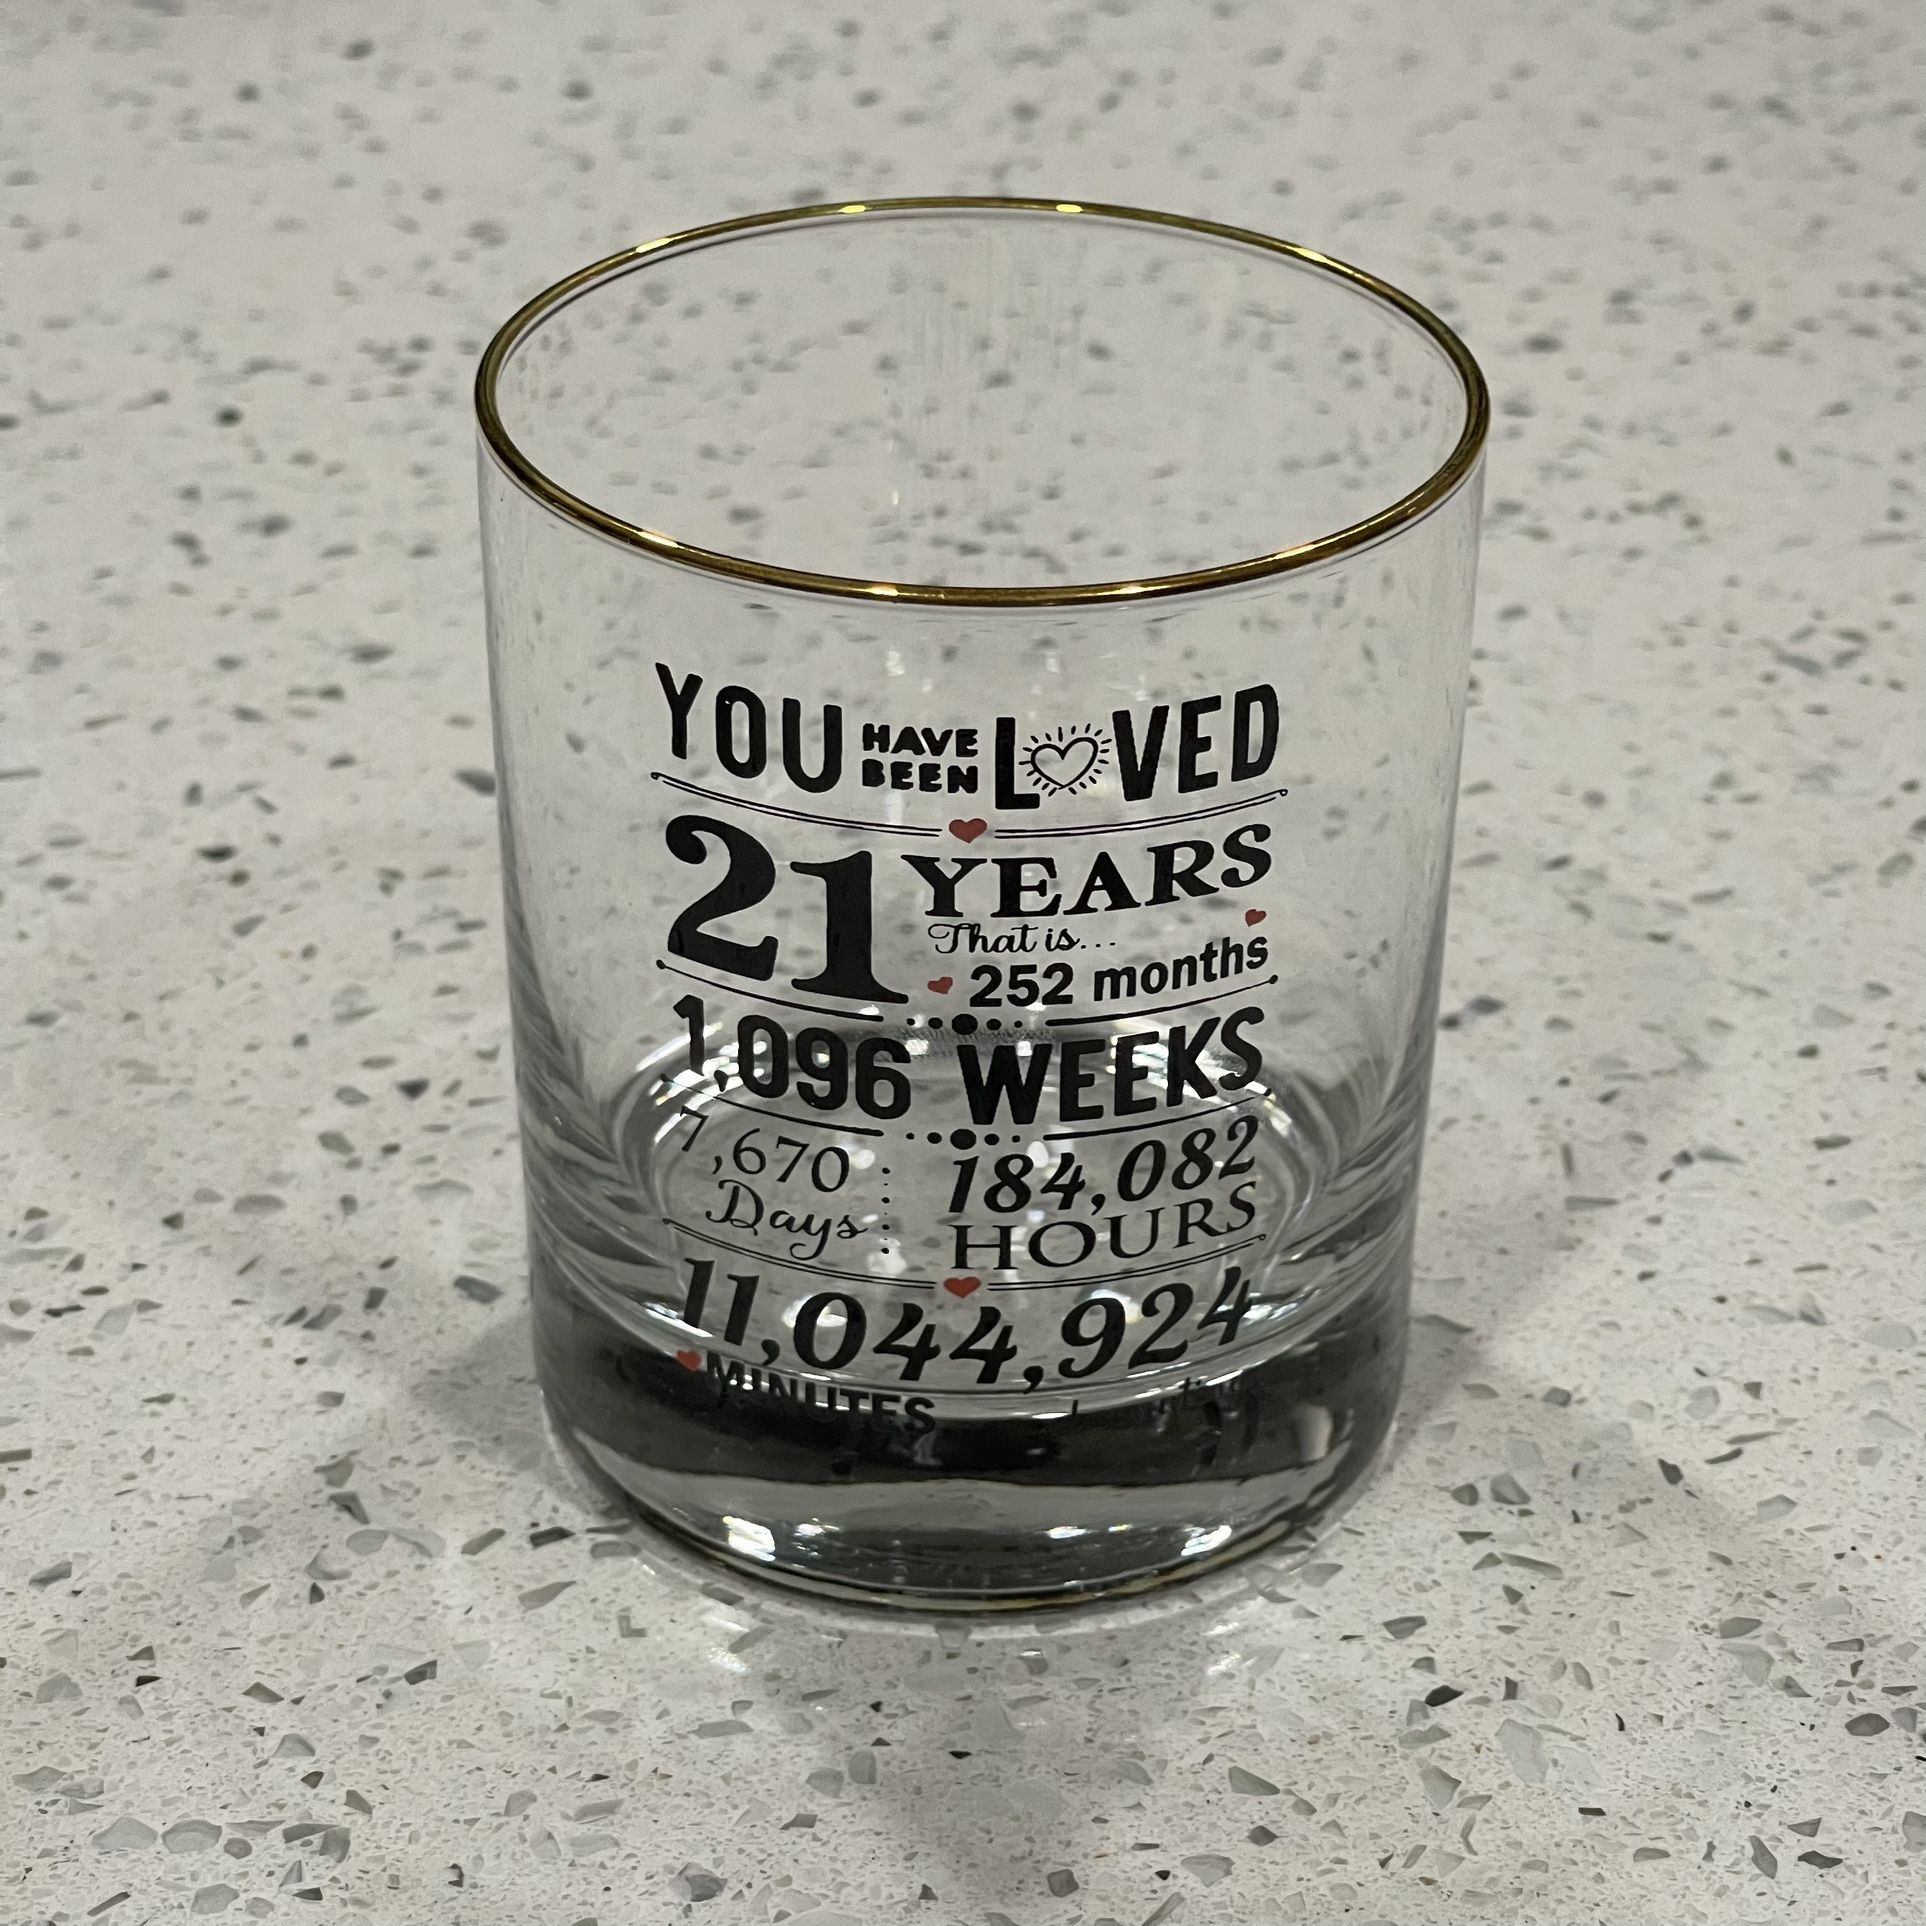 YOU HAVE BEEN LOVED
21 YEARS
That is...
252 months
1,096 WEEKS
7,670 Days
184,082 HOURS
11,044,924
MINUTES